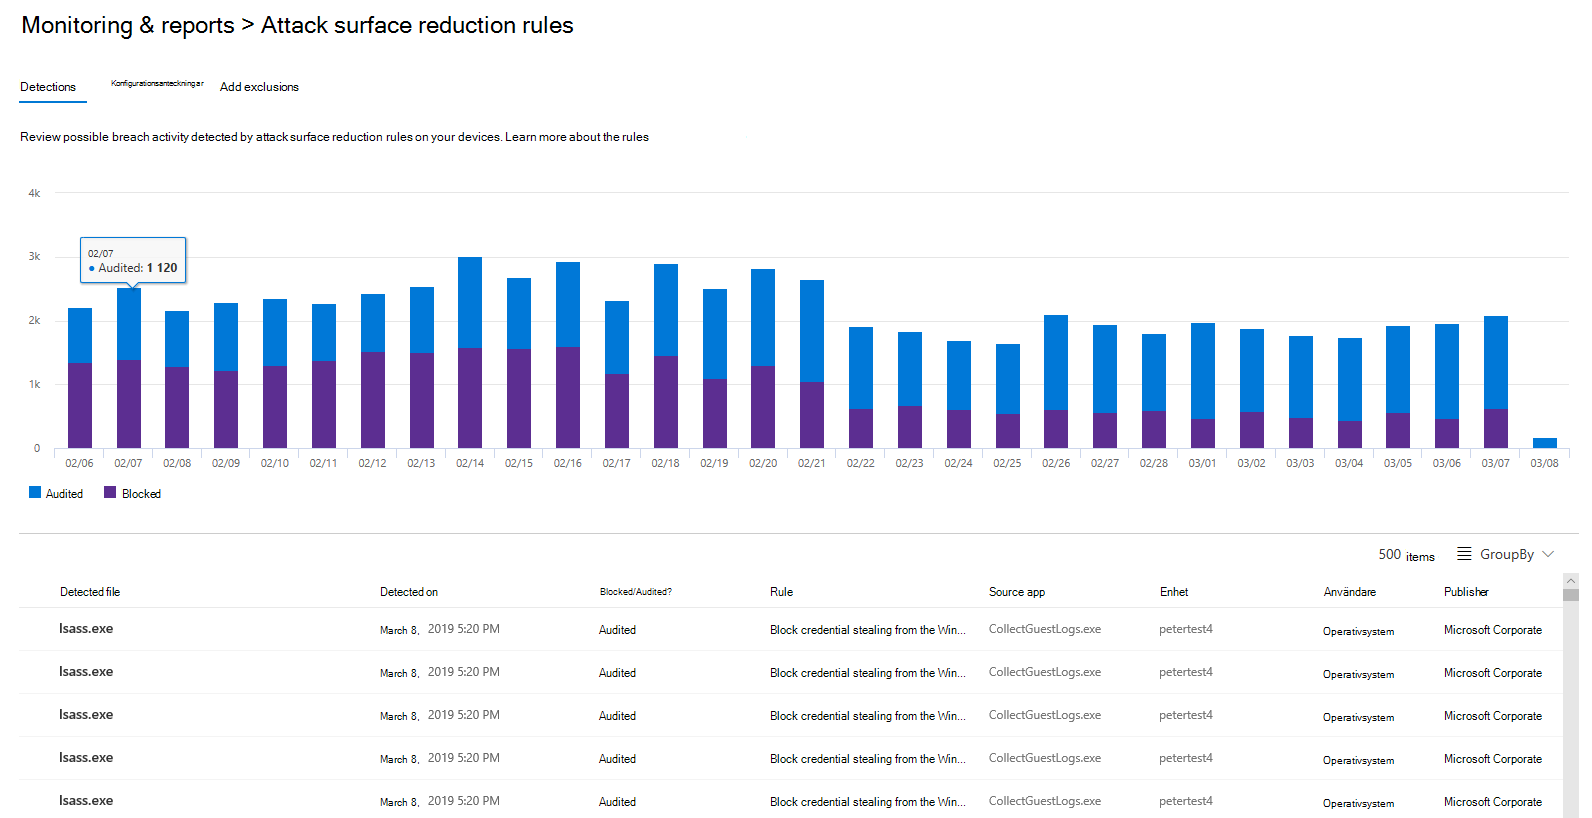 Monitoring & reports > Attack surface reduction rules
Detections Konfigurationsanteckningar Add exclusions
Review possible breach activity detected by attack surface reduction rules on your devices. Learn more about the rules
4k
3k
2k
1k
0
02/07
Audited: 1 120
02/06 02/07 02/08 02/09 02/10 02/11 02/12 02/13 02/14 02/15 02/16 02/17 02/18 02/19 02/20 02/21 02/22 02/23 02/24 02/25 02/26 02/27 02/28 03/01 03/02 03/03 03/04 03/05 03/06 03/07 03/08
Audited Blocked
500 items GroupBy
Detected file Detected on Blocked/Audited? Rule Source app Enhet Användare Publisher
lsass.exe March 8, 2019 5:20 PM Audited Block credential stealing from the Win... CollectGuestLogs.exe petertest4 Operativsystem Microsoft Corporate
lsass.exe March 8, 2019 5:20 PM Audited Block credential stealing from the Win... CollectGuestLogs.exe petertest4 Operativsystem Microsoft Corporate
lsass.exe March 8, 2019 5:20 PM Audited Block credential stealing from the Win... CollectGuestLogs.exe petertest4 Operativsystem Microsoft Corporate
lsass.exe March 8, 2019 5:20 PM Audited Block credential stealing from the Win... CollectGuestLogs.exe petertest4 Operativsystem Microsoft Corporate
lsass.exe March 8, 2019 5:20 PM Audited Block credential stealing from the Win... CollectGuestLogs.exe petertest4 Operativsystem Microsoft Corporate